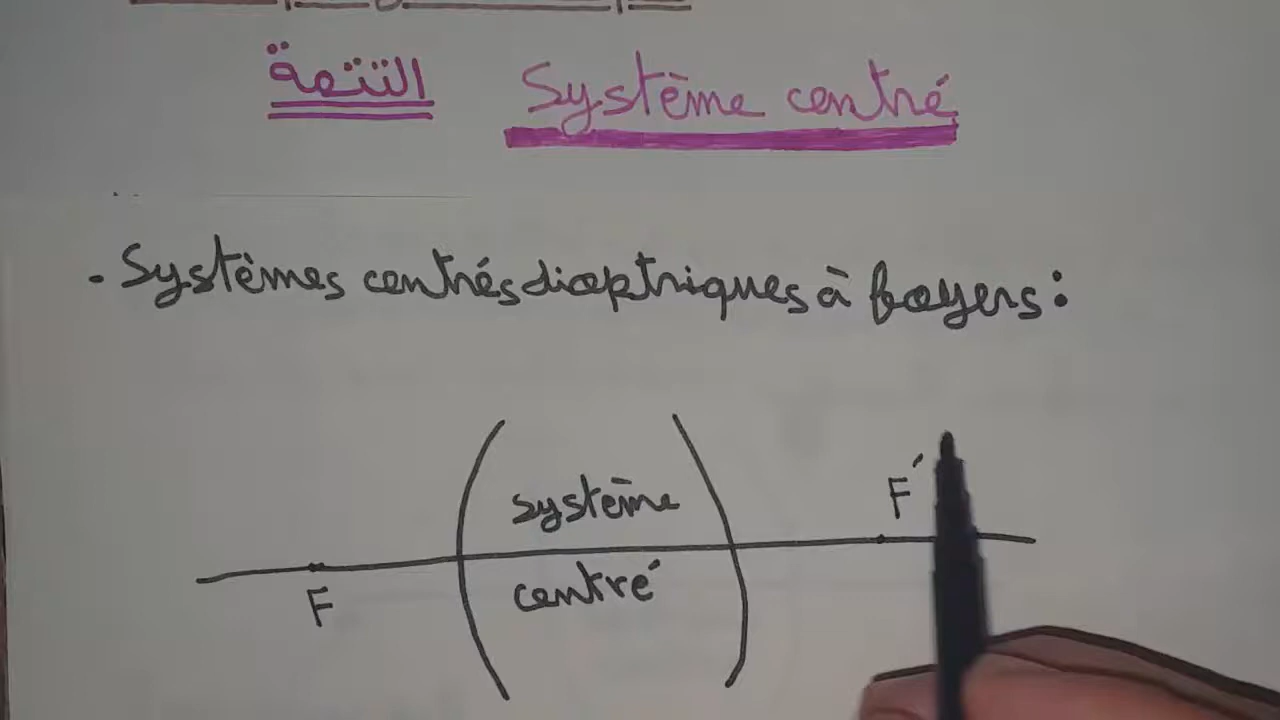 التتمة Système centré
. Systèmes centrés dioptriques à foyers :
système
F'
centré
F